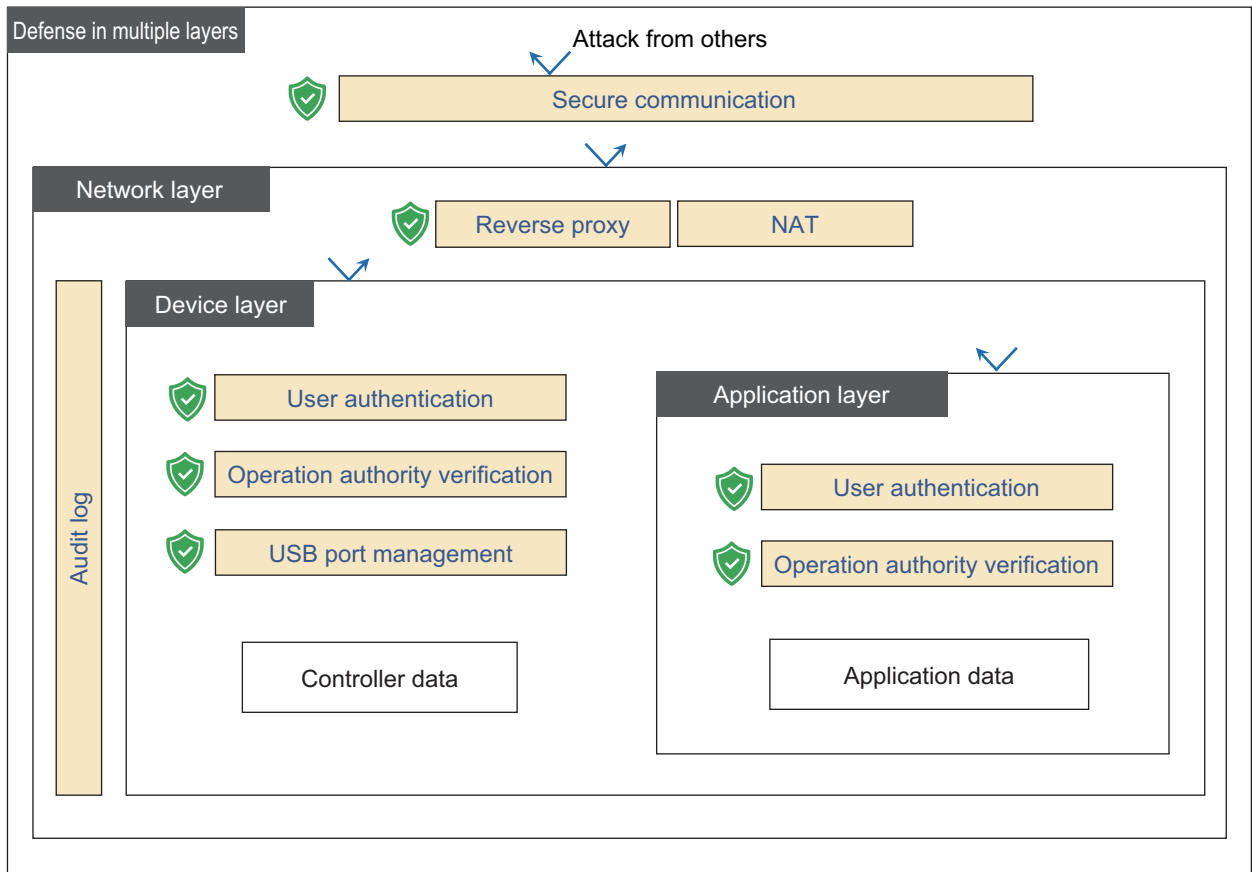 Defense in multiple layers
Attack from others
Secure communication
Network layer
Reverse proxy
NAT
Audit log
Device layer
User authentication
Operation authority verification
USB port management
Controller data
Application layer
User authentication
Operation authority verification
Application data